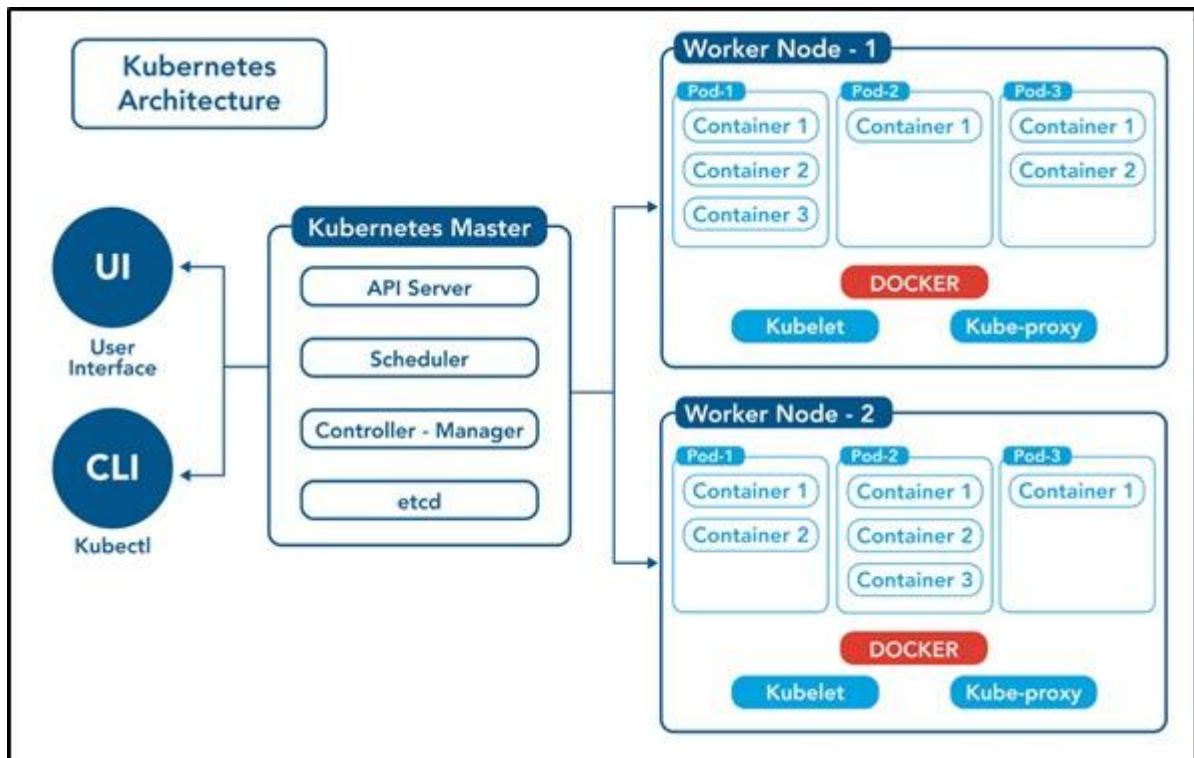 Kubernetes
Architecture
UI
User
Interface
CLI
Kubectl
Kubernetes Master
API Server
Scheduler
Controller - Manager
etcd
Worker Node - 1
Pod-1
Container 1
Container 2
Container 3
Pod-2
Container 1
Pod-3
Container 1
Container 2
DOCKER
Kubelet
Kube-proxy
Worker Node - 2
Pod-1
Container 1
Container 2
Pod-2
Container 1
Container 2
Container 3
Pod-3
Container 1
DOCKER
Kubelet
Kube-proxy